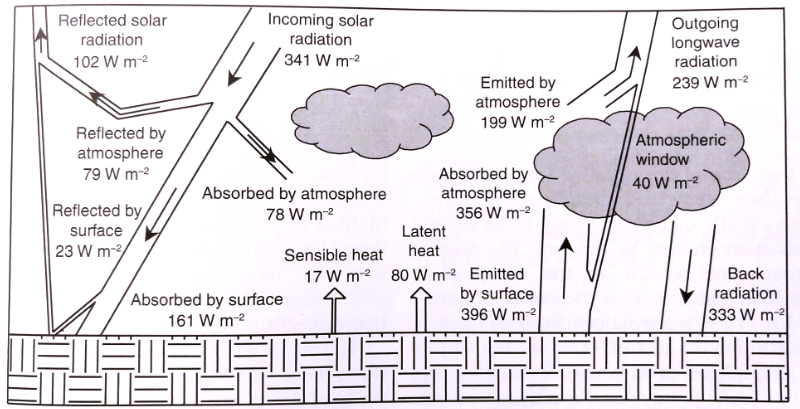 Reflected solar
radiation
102 W m⁻²
Incoming solar
radiation
341 W m⁻²
Outgoing
longwave
radiation
239 W m⁻²
Emitted by
atmosphere
199 W m⁻²
Reflected by
atmosphere
79 W m⁻²
Atmospheric
window
40 W m⁻²
Absorbed by atmosphere
78 W m⁻²
Absorbed by
atmosphere
356 W m⁻²
Reflected by
surface
23 W m⁻²
Sensible heat
17 W m⁻²
Latent
heat
80 W m⁻²
Emitted
by surface
396 W m⁻²
Back
radiation
333 W m⁻²
Absorbed by surface
161 W m⁻²